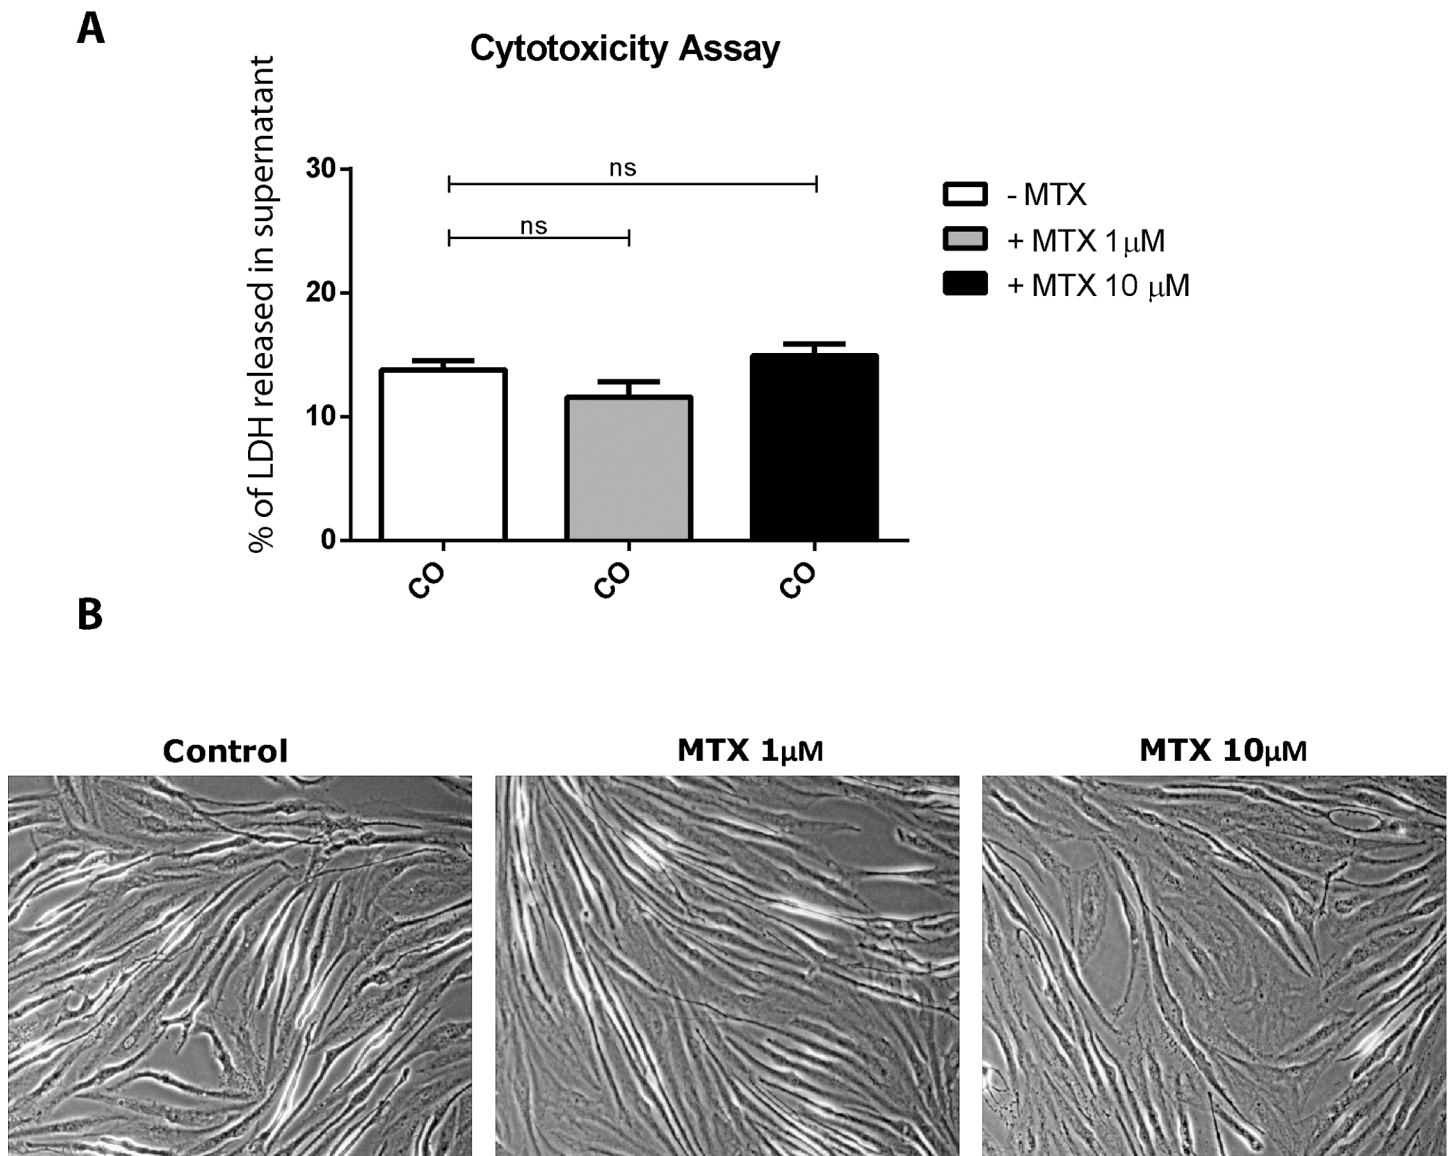 A
Cytotoxicity Assay
% of LDH released in supernatant
30
20
10
0
ns
ns
CO
CO
CO
- MTX
+ MTX 1μM
+ MTX 10 μM
B
Control
MTX 1μM
MTX 10μM